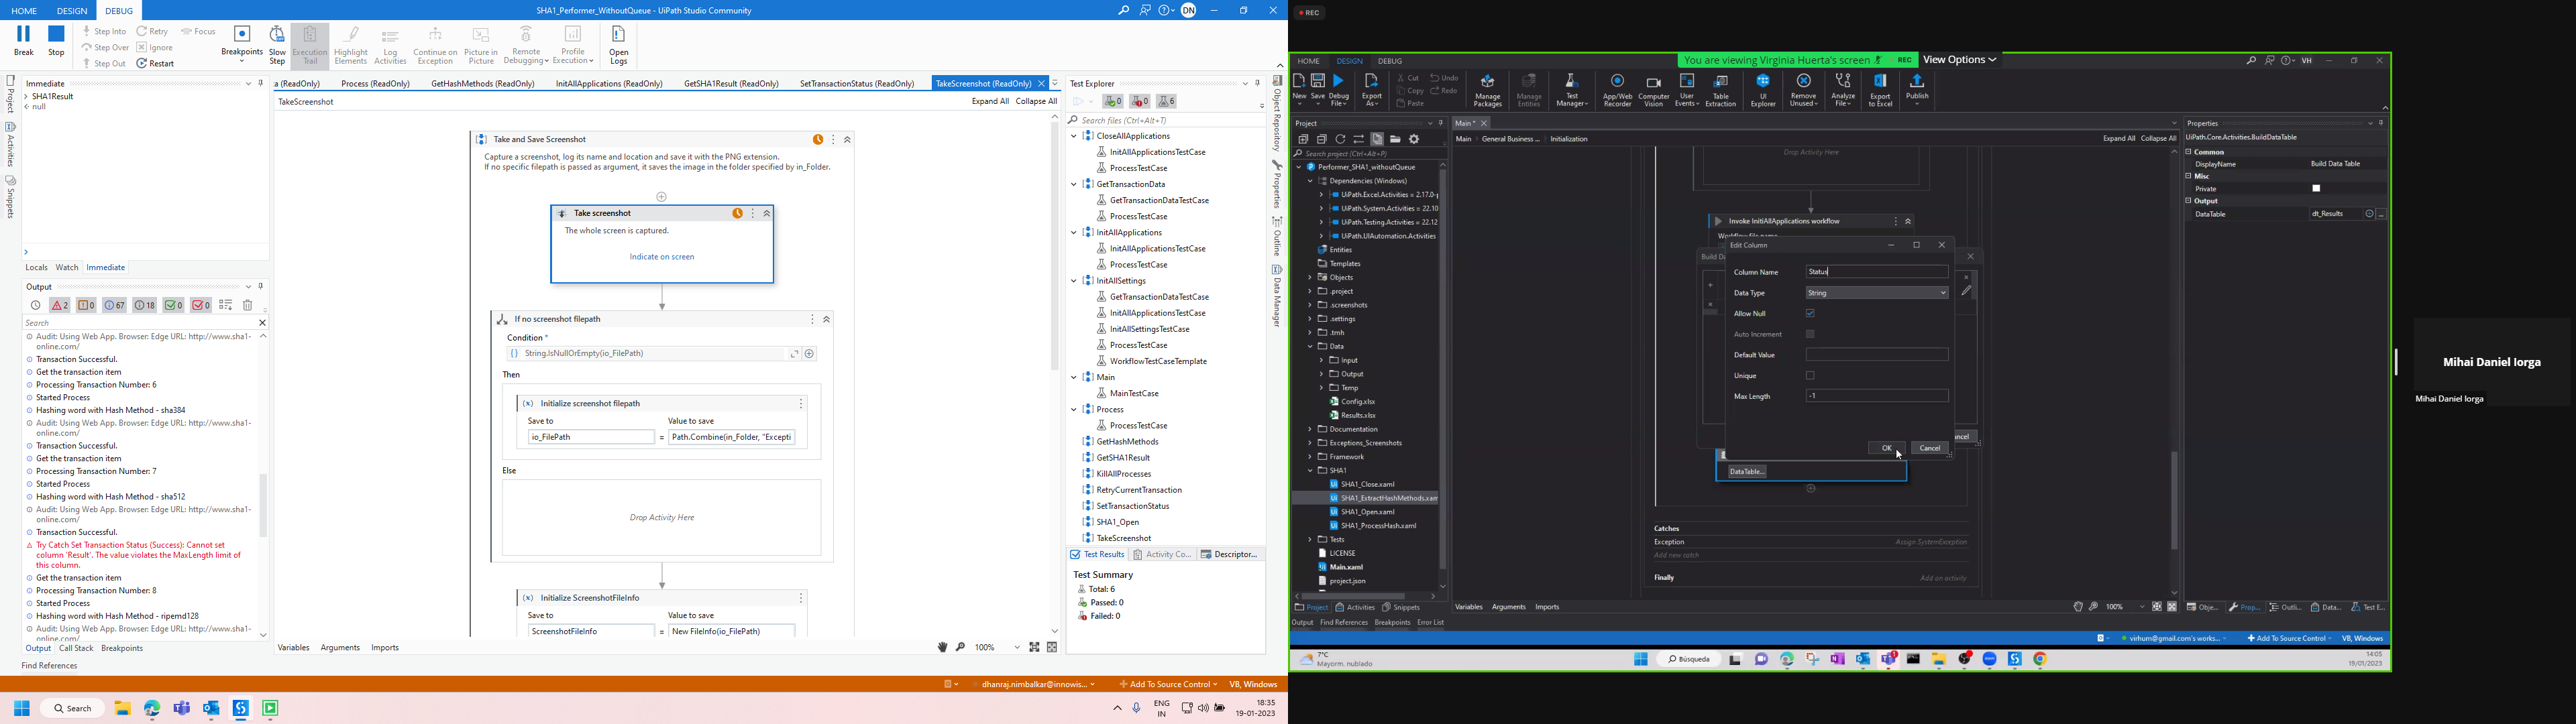 HOME DESIGN DEBUG
SHA1_Performer_WithoutQueue - UiPath Studio Community
DN
Break
Stop
Step Into
Step Over
Step Out
Retry
Ignore
Restart
Focus
Breakpoints
Slow Step
Execution Trail
Highlight Elements
Log Activities
Continue on Exception
Picture in Picture
Remote Debugging
Profile Execution
Open Logs
Project
Activities
Snippets
Immediate
SHA1Result
null
Locals Watch Immediate
Output
2 0 67 18 0 0
Search
Audit: Using Web App. Browser: Edge URL: http://www.sha1-
online.com/
Transaction Successful.
Get the transaction item
Processing Transaction Number: 6
Started Process
Hashing word with Hash Method - sha384
Audit: Using Web App. Browser: Edge URL: http://www.sha1-
online.com/
Transaction Successful.
Get the transaction item
Processing Transaction Number: 7
Started Process
Hashing word with Hash Method - sha512
Audit: Using Web App. Browser: Edge URL: http://www.sha1-
online.com/
Transaction Successful.
Try Catch Set Transaction Status (Success): Cannot set
column 'Result'. The value violates the MaxLength limit of
this column.
Get the transaction item
Processing Transaction Number: 8
Started Process
Hashing word with Hash Method - ripemd128
Audit: Using Web App. Browser: Edge URL: http://www.sha1-
online.com/
Output Call Stack Breakpoints
Find References
a (ReadOnly) Process (ReadOnly) GetHashMethods (ReadOnly) InitAllApplications (ReadOnly) GetSHA1Result (ReadOnly) SetTransactionStatus (ReadOnly) TakeScreenshot (ReadOnly)
TakeScreenshot
Expand All Collapse All
Take and Save Screenshot
Capture a screenshot, log its name and location and save it with the PNG extension.
If no specific filepath is passed as argument, it saves the image in the folder specified by in_Folder.
Take screenshot
The whole screen is captured.
Indicate on screen
If no screenshot filepath
Condition *
String.IsNullOrEmpty(io_FilePath)
Then
Initialize screenshot filepath
Save to Value to save
io_FilePath = Path.Combine(in_Folder, "Excepti
Else
Drop Activity Here
Initialize ScreenshotFileInfo
Save to Value to save
ScreenshotFileInfo = New FileInfo(io_FilePath)
Variables Arguments Imports
100%
Test Explorer
0 0 6
Search files (Ctrl+Alt+T)
CloseAllApplications
InitAllApplicationsTestCase
ProcessTestCase
GetTransactionData
GetTransactionDataTestCase
ProcessTestCase
InitAllApplications
InitAllApplicationsTestCase
ProcessTestCase
InitAllSettings
GetTransactionDataTestCase
InitAllApplicationsTestCase
InitAllSettingsTestCase
ProcessTestCase
WorkflowTestCaseTemplate
Main
MainTestCase
Process
ProcessTestCase
GetHashMethods
GetSHA1Result
KillAllProcesses
RetryCurrentTransaction
SetTransactionStatus
SHA1_Open
TakeScreenshot
Test Results Activity Co... Descriptor...
Test Summary
Total: 6
Passed: 0
Failed: 0
Object Repository
Properties
Outline
Data Manager
dhanraj.nimbalkar@innowis...
Add To Source Control
VB, Windows
Search
ENG
IN
18:35
19-01-2023
REC
You are viewing Virginia Huerta's screen
REC
View Options
HOME DESIGN DEBUG
VH
New
Save
Debug File
Export As
Cut
Copy
Paste
Undo
Redo
Manage Packages
Manage Entities
Test Manager
App/Web Recorder
Computer Vision
User Events
Table Extraction
UI Explorer
Remove Unused
Analyze File
Export to Excel
Publish
Project
Search project (Ctrl+Alt+P)
Performer_SHA1_withoutQueue
Dependencies (Windows)
UiPath.Excel.Activities = 2.17.0-p
UiPath.System.Activities = 22.10
UiPath.Testing.Activities = 22.12
UiPath.UIAutomation.Activities
Entities
Templates
Objects
.project
.screenshots
.settings
.tmh
Data
Input
Output
Temp
Config.xlsx
Results.xlsx
Documentation
Exceptions_Screenshots
Framework
SHA1
SHA1_Close.xaml
SHA1_ExtractHashMethods.xam
SHA1_Open.xaml
SHA1_ProcessHash.xaml
Tests
LICENSE
Main.xaml
project.json
Project Activities Snippets
Output Find References Breakpoints Error List
Main *
Main General Business ... Initialization
Expand All Collapse All
Drop Activity Here
Invoke InitiAllApplications workflow
Workflow file name
Build Da
Edit Column
Column Name Status
Data Type String
Allow Null
Auto Increment
Default Value
Unique
Max Length -1
OK Cancel
ncel
DataTable...
Catches
Exception Assign SystemException
Add new catch
Finally Add an activity
Variables Arguments Imports
100%
Properties
UiPath.Core.Activities.BuildDataTable
Common
DisplayName Build Data Table
Misc
Private
Output
DataTable dt_Results ...
Obje... Prop... Outli... Data... Test E...
virhum@gmail.com's works...
Add To Source Control
VB, Windows
7°C
Mayorm. nublado
Búsqueda
14:05
19/01/2023
Mihai Daniel Iorga
Mihai Daniel Iorga